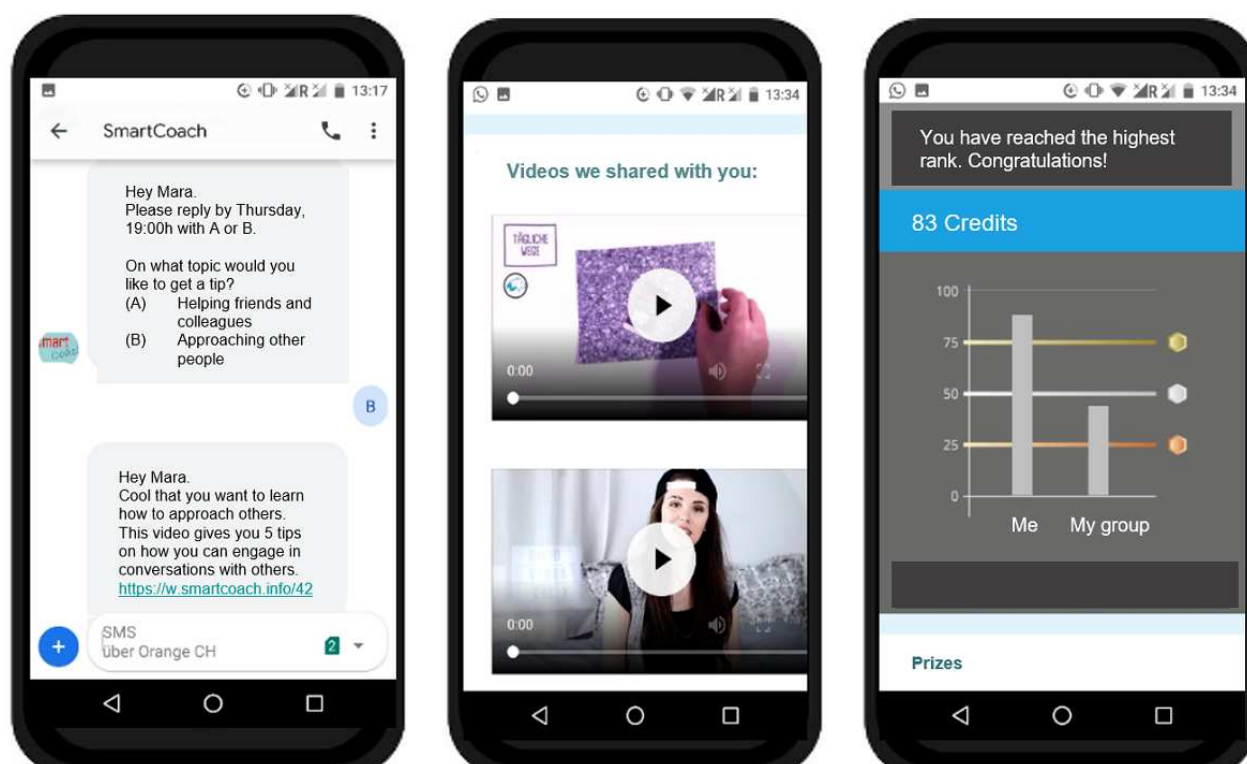 13:17
SmartCoach
Hey Mara.
Please reply by Thursday,
19:00h with A or B.
On what topic would you
like to get a tip?
(A) Helping friends and
colleagues
(B) Approaching other
people
mart
Coach
B
Hey Mara.
Cool that you want to learn
how to approach others.
This video gives you 5 tips
on how you can engage in
conversations with others.
https://w.smartcoach.info/42
SMS
über Orange CH
2
R 13:34
Videos we shared with you:
TÄGLICHE
WEGE
0:00
0:00
R 13:34
You have reached the highest
rank. Congratulations!
83 Credits
100
75
50
25
0
Me My group
Prizes